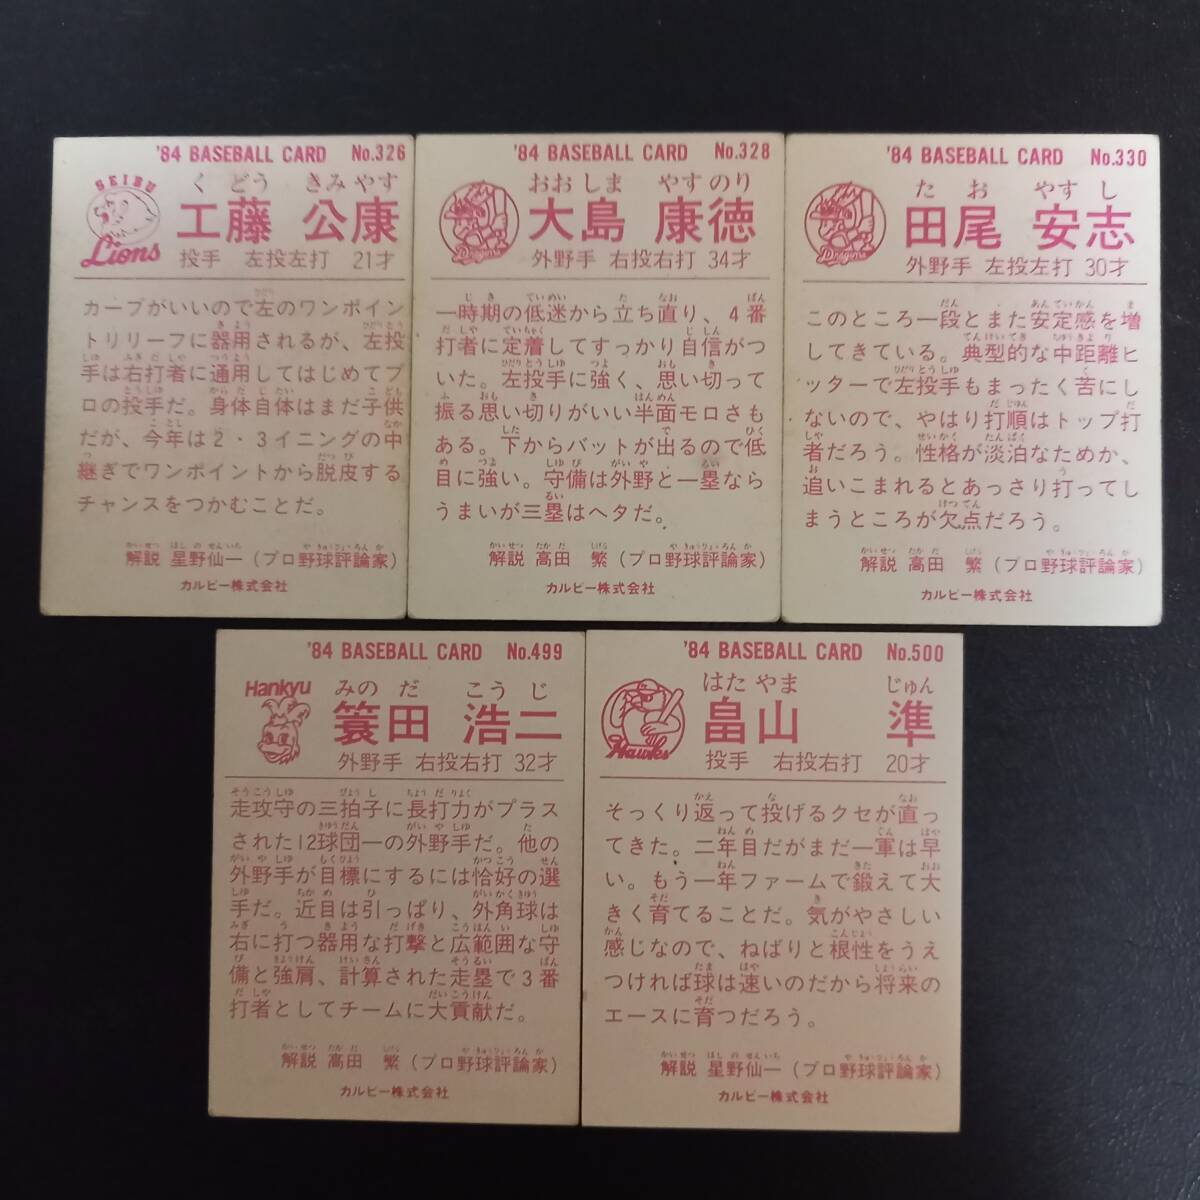 '84 BASEBALL CARD No.326
SEIBU
Lions
くどう きみやす
工藤 公康
投手 左投左打 21才
カーブがいいので左のワンポイン
トリリーフに器用されるが、左投
手は右打者に通用してはじめてプ
ロの投手だ。身体自体はまだ子供
だが、今年は2・3イニングの中
継ぎでワンポイントから脱皮する
チャンスをつかむことだ。
解説 星野仙一(プロ野球評論家)
カルビー株式会社
'84 BASEBALL CARD No.328
Dragons
おおしま やすのり
大島 康徳
外野手 右投右打 34才
一時期の低迷から立ち直り、4番
打者に定着してすっかり自信がつ
いた。左投手に強く、思い切って
振る思い切りがいい半面モロさも
ある。下からバットが出るので低
目に強い。守備は外野と一塁なら
うまいが三塁はヘタだ。
解説 高田 繁(プロ野球評論家)
カルビー株式会社
'84 BASEBALL CARD No.330
Dragons
たお やすし
田尾 安志
外野手 左投左打 30才
このところ一段とまた安定感を増
してきている。典型的な中距離ヒ
ッターで左投手もまったく苦にし
ないので、やはり打順はトップ打
者だろう。性格が淡泊なためか、
追いこまれるとあっさり打ってし
まうところが欠点だろう。
解説 高田 繁(プロ野球評論家)
カルビー株式会社
'84 BASEBALL CARD No.499
Hankyu
みのだ こうじ
簑田 浩二
外野手 右投右打 32才
走攻守の三拍子に長打力がプラス
された12球団一の外野手だ。他の
外野手が目標にするには恰好の選
手だ。近目は引っぱり、外角球は
右に打つ器用な打撃と広範囲な守
備と強肩、計算された走塁で3番
打者としてチームに大貢献だ。
解説 高田 繁(プロ野球評論家)
カルビー株式会社
'84 BASEBALL CARD No.500
Hawks
はたやま じゅん
畠山 準
投手 右投右打 20才
そっくり返って投げるクセが直っ
てきた。二年目だがまだ一軍は早
い。もう一年ファームで鍛えて大
きく育てることだ。気がやさしい
感じなので、ねばりと根性をうえ
つければ球は速いのだから将来の
エースに育つだろう。
解説 星野仙一(プロ野球評論家)
カルビー株式会社